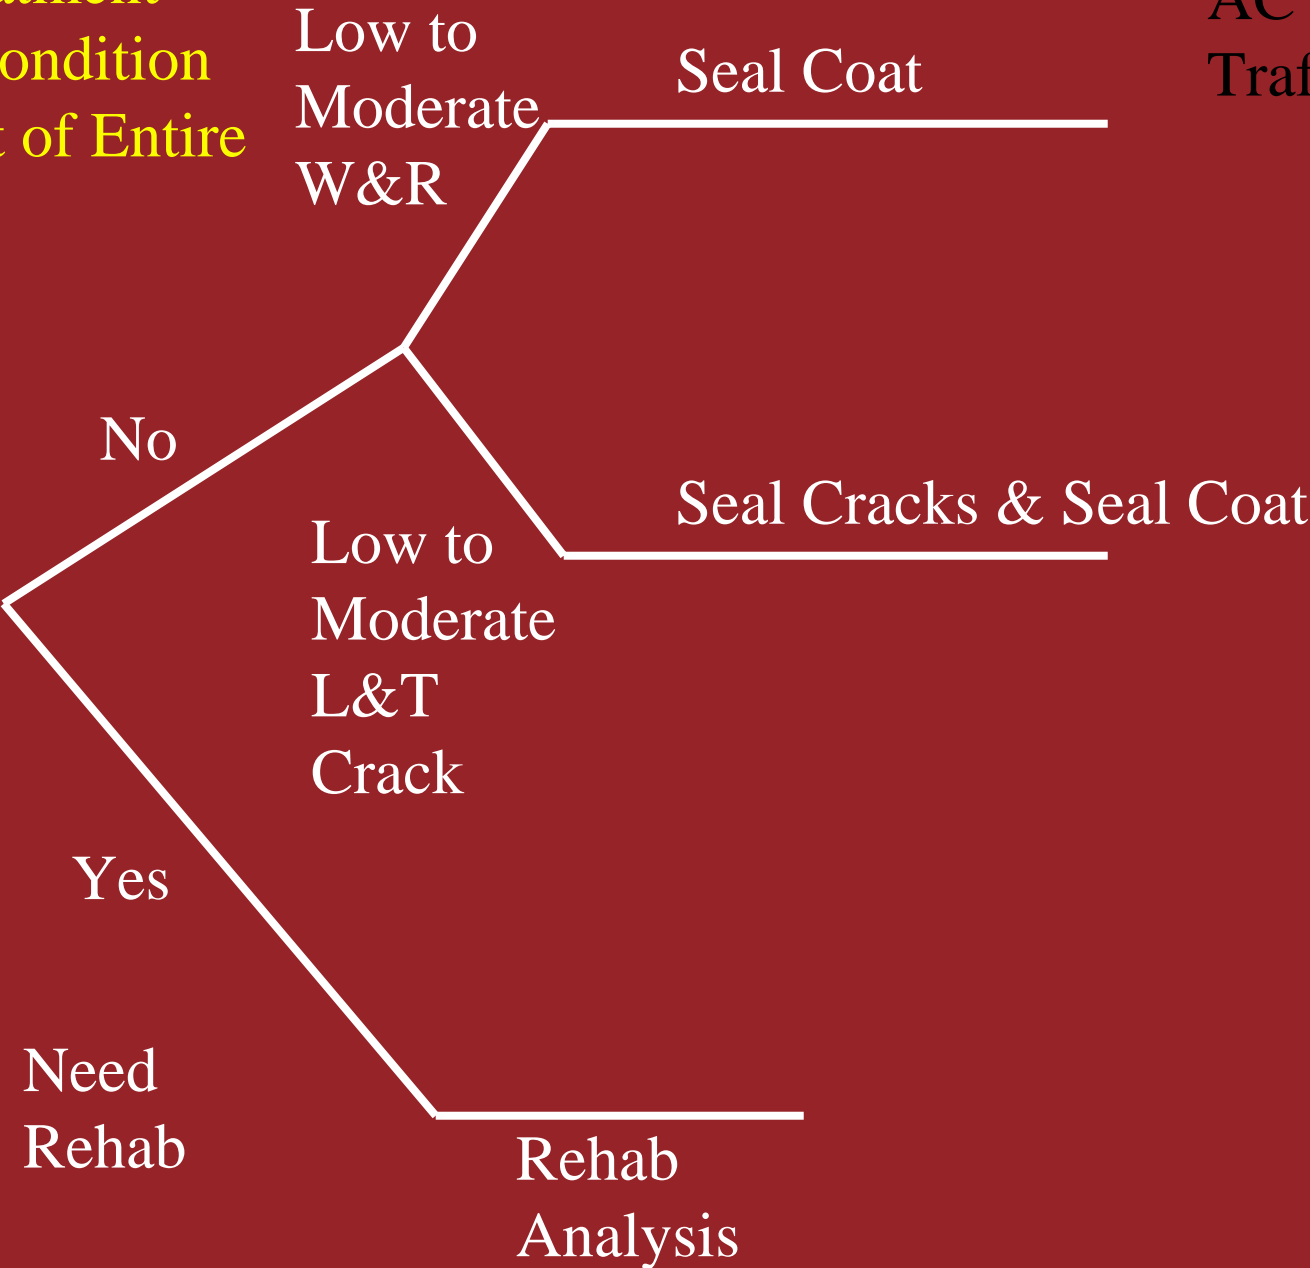 ondition
of Entire
Low to
Moderate
W&R
Seal Coat
AC
No
Seal Cracks & Seal Coat
Low to
Moderate
L&T
Crack
Yes
Need
Rehab
Rehab
Analysis